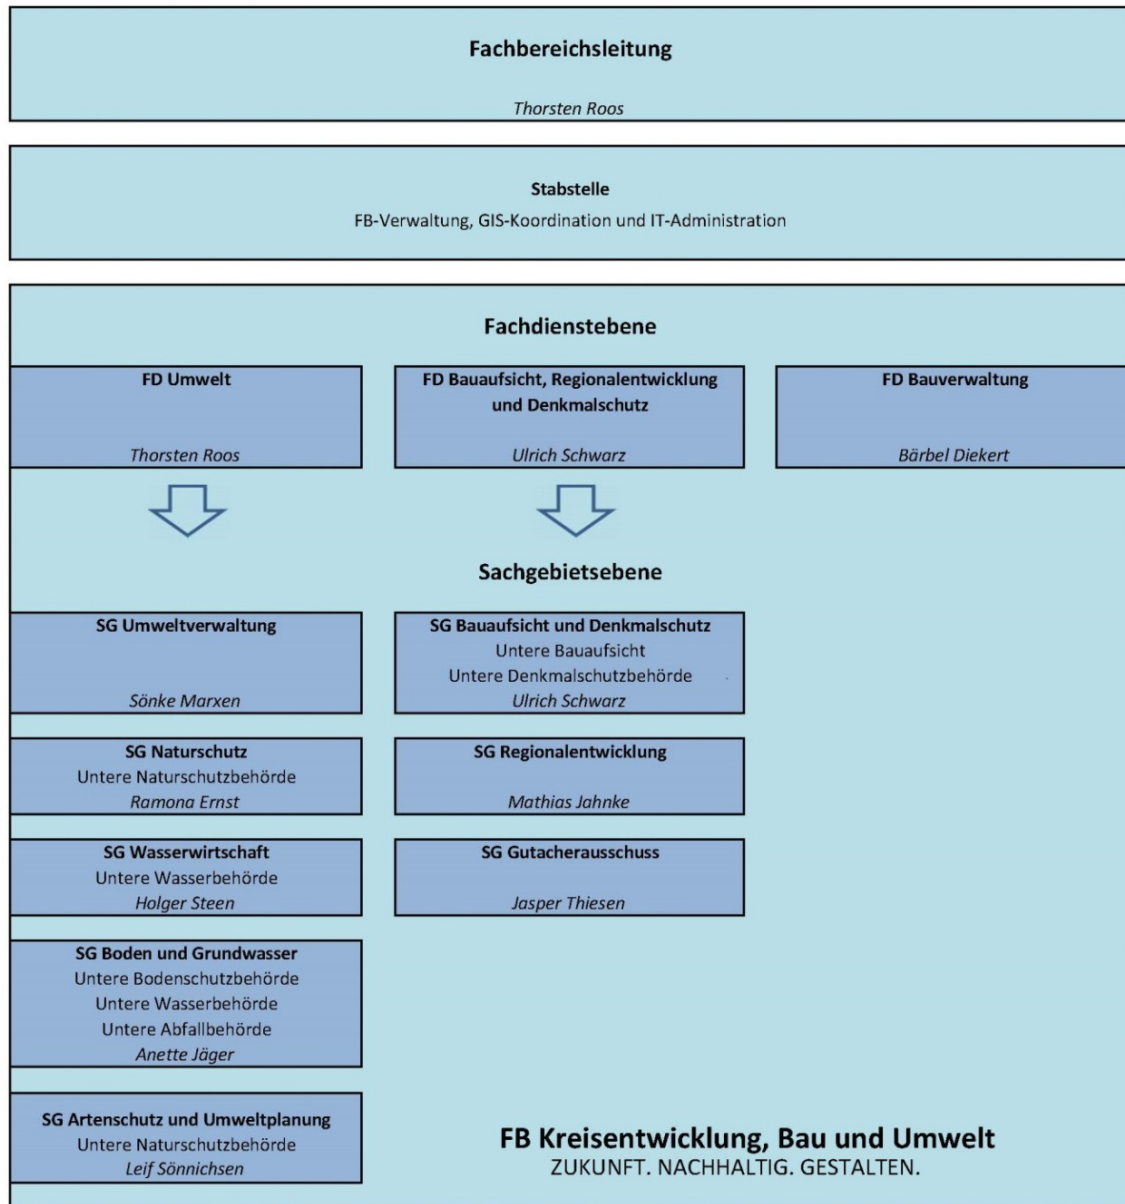 Fachbereichsleitung
Thorsten Roos
Stabstelle
FB-Verwaltung, GIS-Koordination und IT-Administration
Fachdienstebene
FD Umwelt
Thorsten Roos
FD Bauaufsicht, Regionalentwicklung
und Denkmalschutz
Ulrich Schwarz
FD Bauverwaltung
Bärbel Diekert
Sachgebietsebene
SG Umweltverwaltung
Sönke Marxen
SG Bauaufsicht und Denkmalschutz
Untere Bauaufsicht
Untere Denkmalschutzbehörde
Ulrich Schwarz
SG Naturschutz
Untere Naturschutzbehörde
Ramona Ernst
SG Regionalentwicklung
Mathias Jahnke
SG Wasserwirtschaft
Untere Wasserbehörde
Holger Steen
SG Gutacherausschuss
Jasper Thiesen
SG Boden und Grundwasser
Untere Bodenschutzbehörde
Untere Wasserbehörde
Untere Abfallbehörde
Anette Jäger
SG Artenschutz und Umweltplanung
Untere Naturschutzbehörde
Leif Sönnichsen
FB Kreisentwicklung, Bau und Umwelt
ZUKUNFT. NACHHALTIG. GESTALTEN.